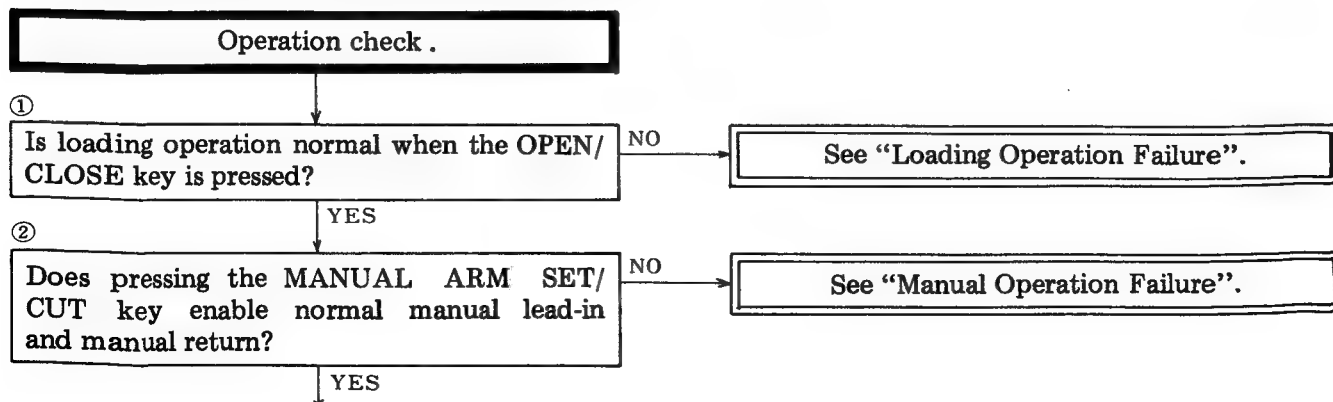 Operation check .
①
Is loading operation normal when the OPEN/
CLOSE key is pressed?
NO
See “Loading Operation Failure”.
YES
②
Does pressing the MANUAL ARM SET/
CUT key enable normal manual lead-in
and manual return?
NO
See “Manual Operation Failure”.
YES